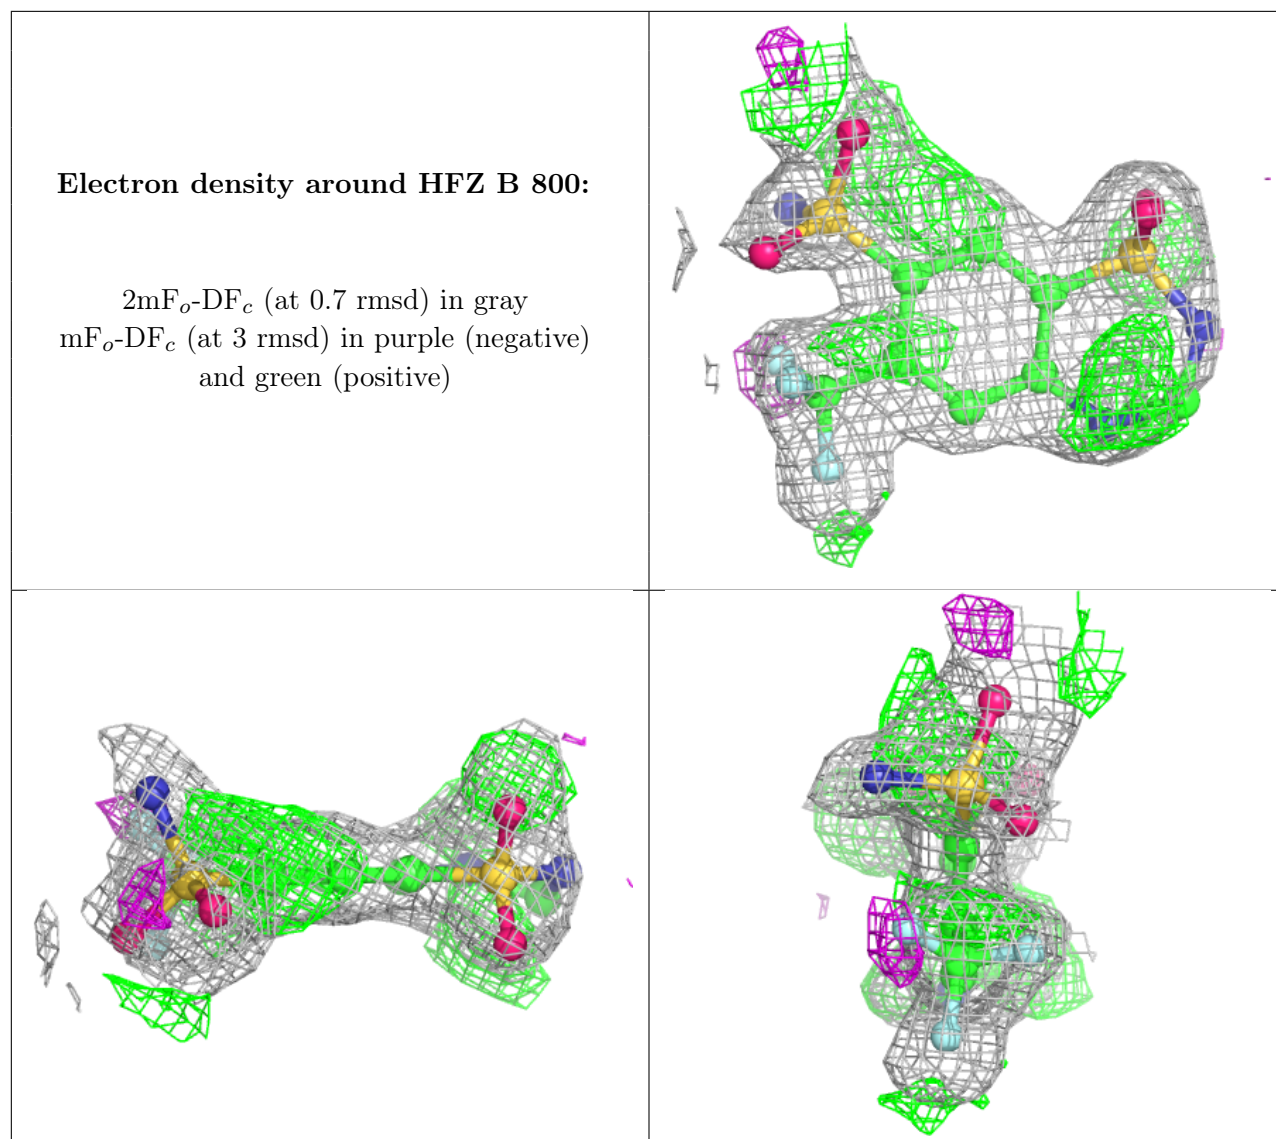 Electron density around HFZ B 800:
2mFo-DFc (at 0.7 rmsd) in gray
mFo-DFc (at 3 rmsd) in purple (negative)
and green (positive)